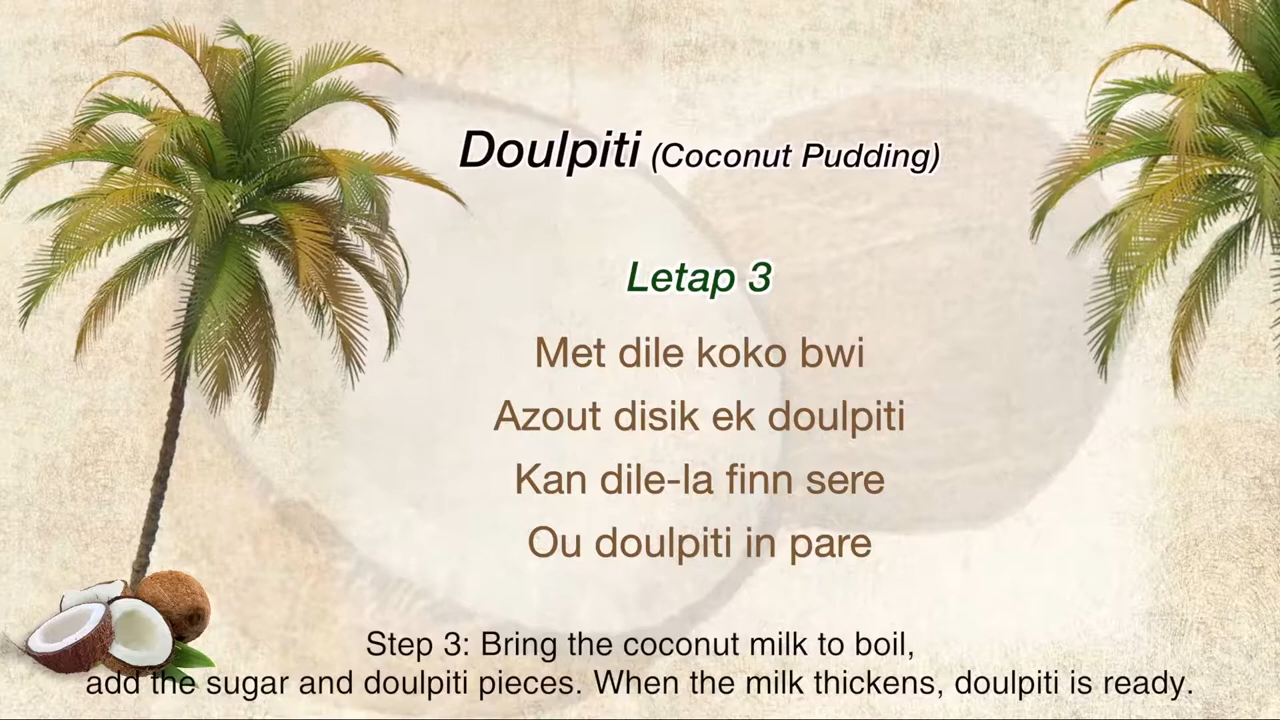 Doulpiti (Coconut Pudding)
Letap 3
Met dile koko bwi
Azout disik ek doulpiti
Kan dile-la finn sere
Ou doulpiti in pare
Step 3: Bring the coconut milk to boil,
add the sugar and doulpiti pieces. When the milk thickens, doulpiti is ready.